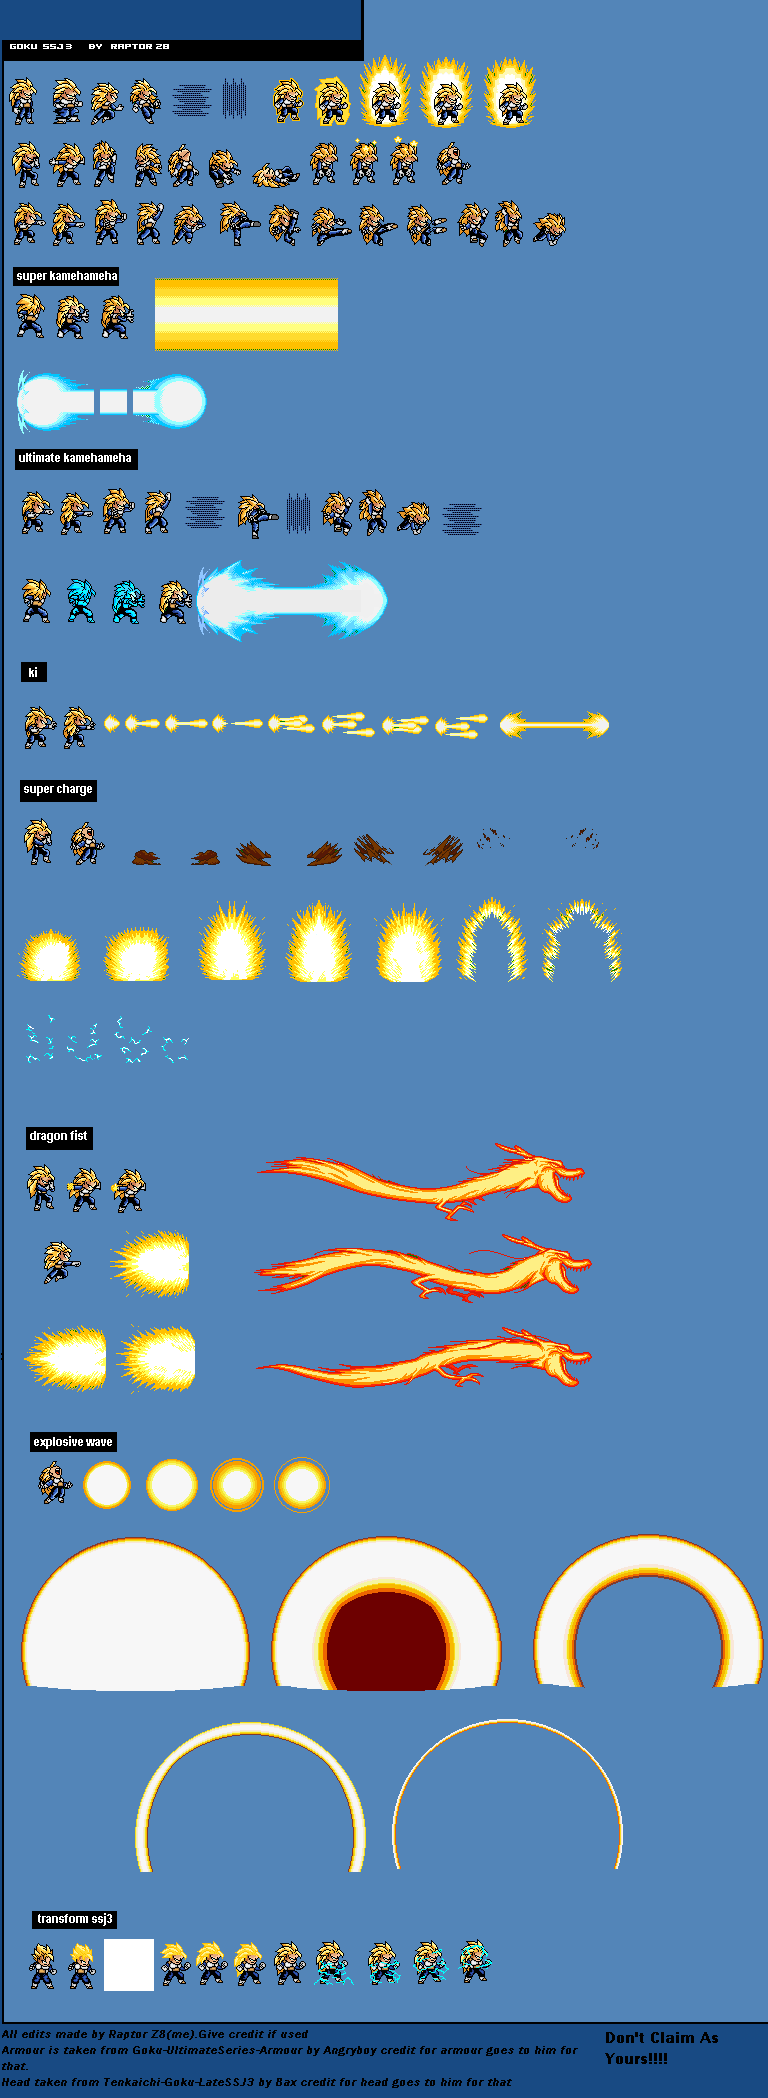 GOKU SSJ3 BY RAPTOR Z8
super kamehameha
ultimate kamehameha
ki
super charge
dragon fist
explosive wave
transform ssj3
All edits made by Raptor Z8(me).Give credit if used
Armour is taken from Goku-UltimateSeries-Armour by Angryboy credit for armour goes to him for
that.
Head taken from Tenkaichi-Goku-LateSSJ3 by Bax credit for head goes to him for that
Don't Claim As
Yours!!!!